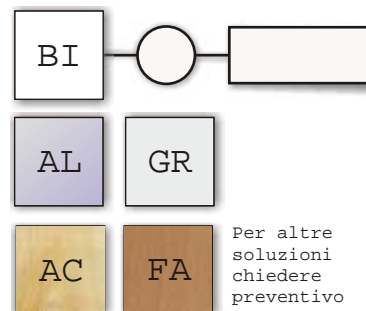 BI
AL GR
AC FA
Per altre
soluzioni
chiedere
preventivo